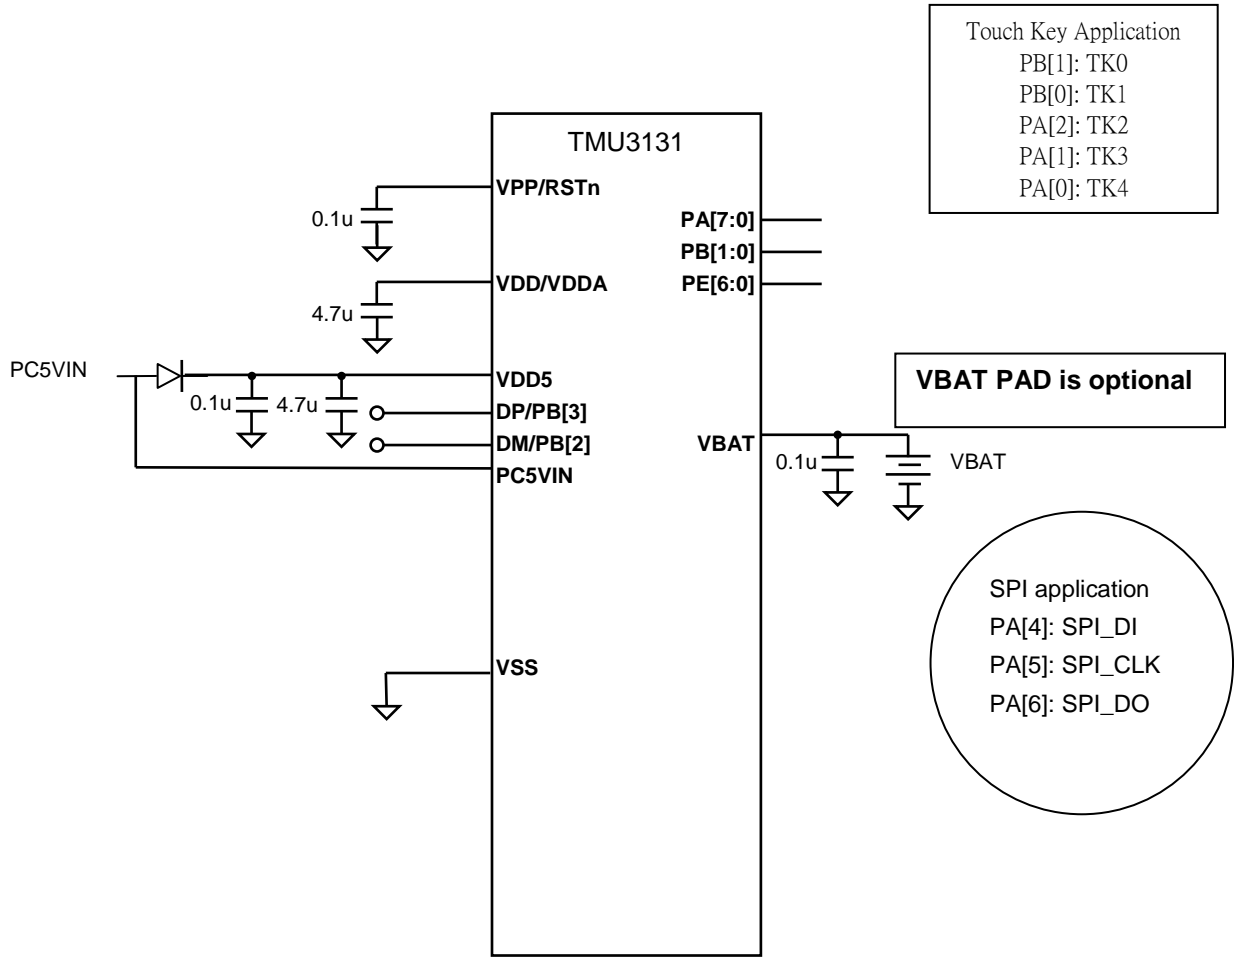 Touch Key Application
PB[1]: TK0
PB[0]: TK1
PA[2]: TK2
PA[1]: TK3
PA[0]: TK4
TMU3131
VPP/RSTn
0.1u
PA[7:0]
PB[1:0]
VDD/VDDA
PE[6:0]
4.7u
PC5VIN
VDD5
0.1u
4.7u
DP/PB[3]
DM/PB[2]
PC5VIN
VBAT PAD is optional
VBAT
0.1u
VBAT
SPI application
PA[4]: SPI_DI
PA[5]: SPI_CLK
PA[6]: SPI_DO
VSS